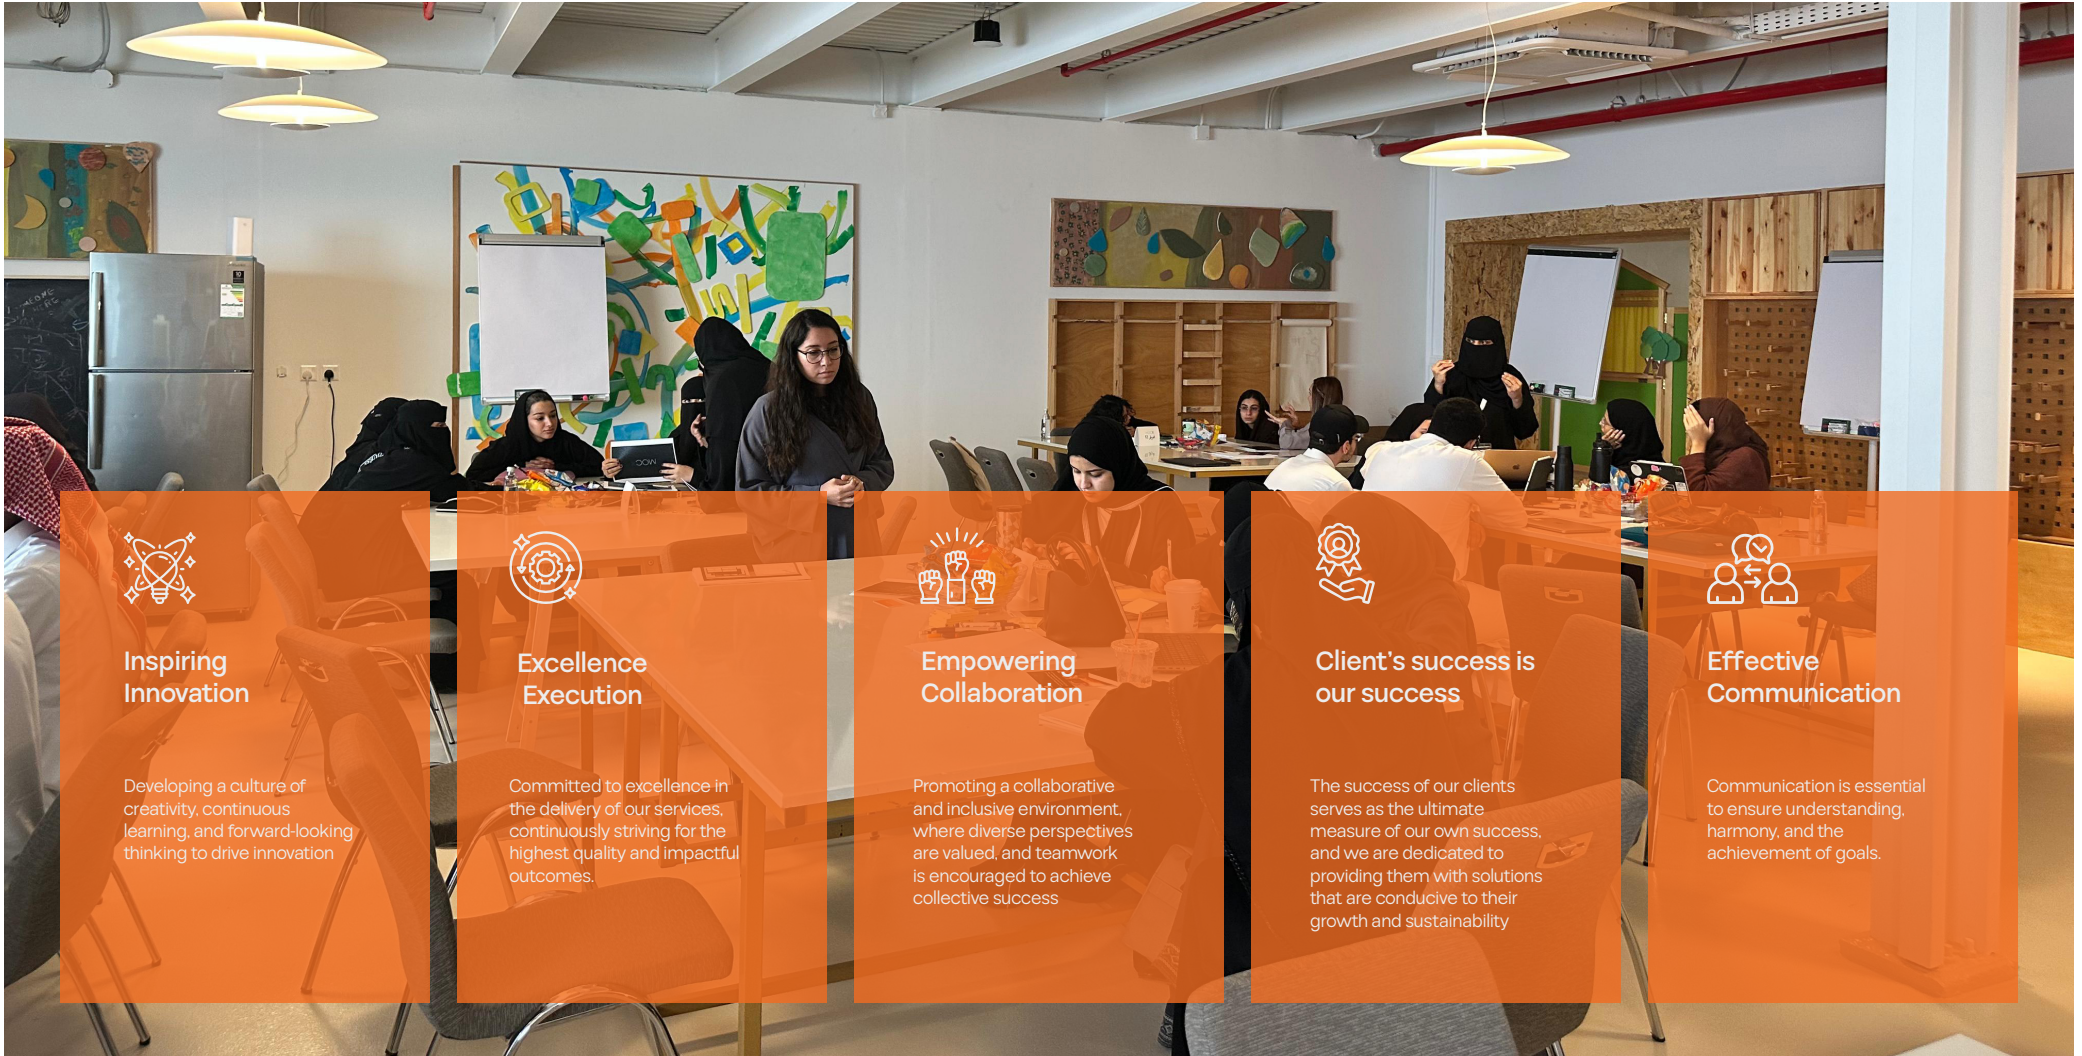 Inspiring
Innovation
Developing a culture of
creativity, continuous
learning, and forward-looking
thinking to drive innovation
Excellence
Execution
Committed to excellence in
the delivery of our services,
continuously striving for the
highest quality and impactful
outcomes.
Empowering
Collaboration
Promoting a collaborative
and inclusive environment,
where diverse perspectives
are valued, and teamwork
is encouraged to achieve
collective success
Client's success is
our success
The success of our clients
serves as the ultimate
measure of our own success,
and we are dedicated to
providing them with solutions
that are conducive to their
growth and sustainability
Effective
Communication
Communication is essential
to ensure understanding,
harmony, and the
achievement of goals.